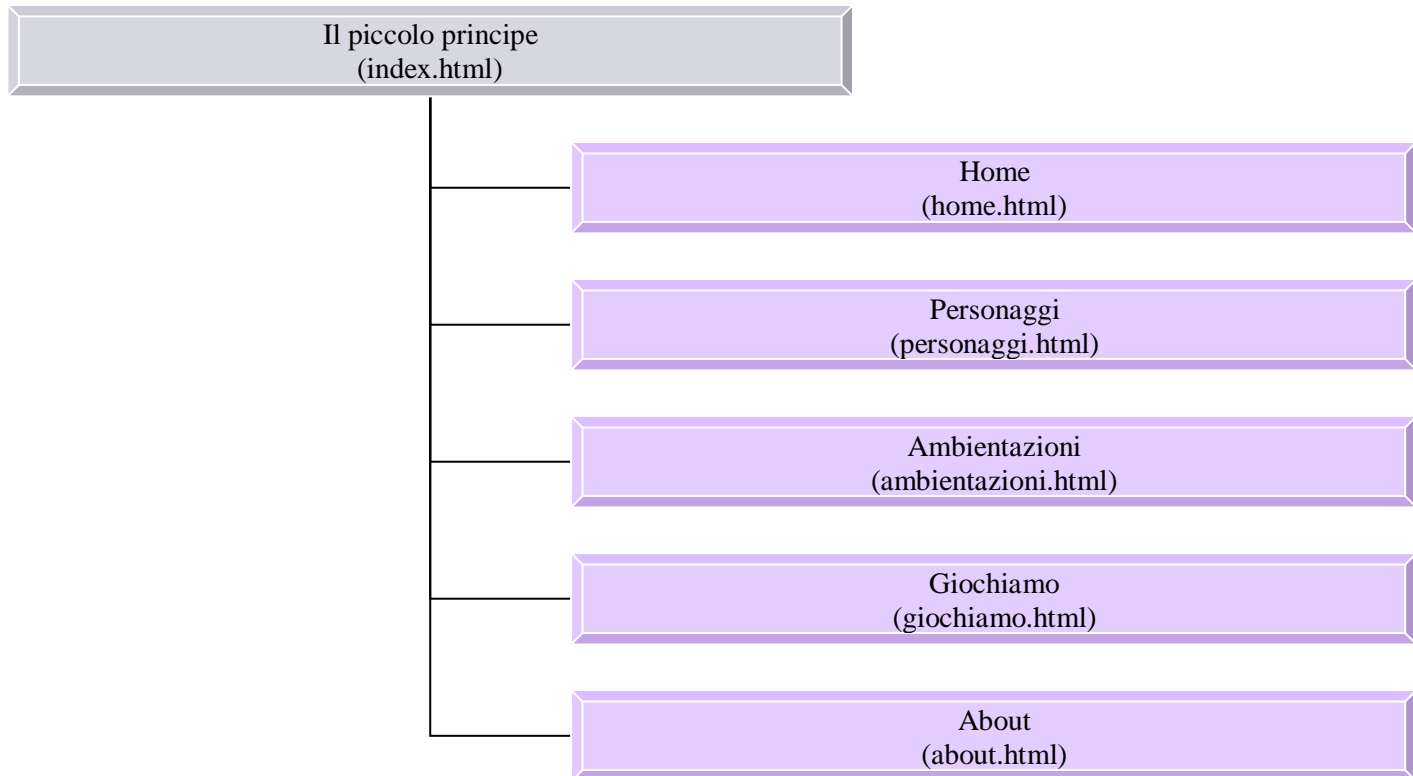 Il piccolo principe
(index.html)
Home
(home.html)
Personaggi
(personaggi.html)
Ambientazioni
(ambientazioni.html)
Giochiamo
(giochiamo.html)
About
(about.html)